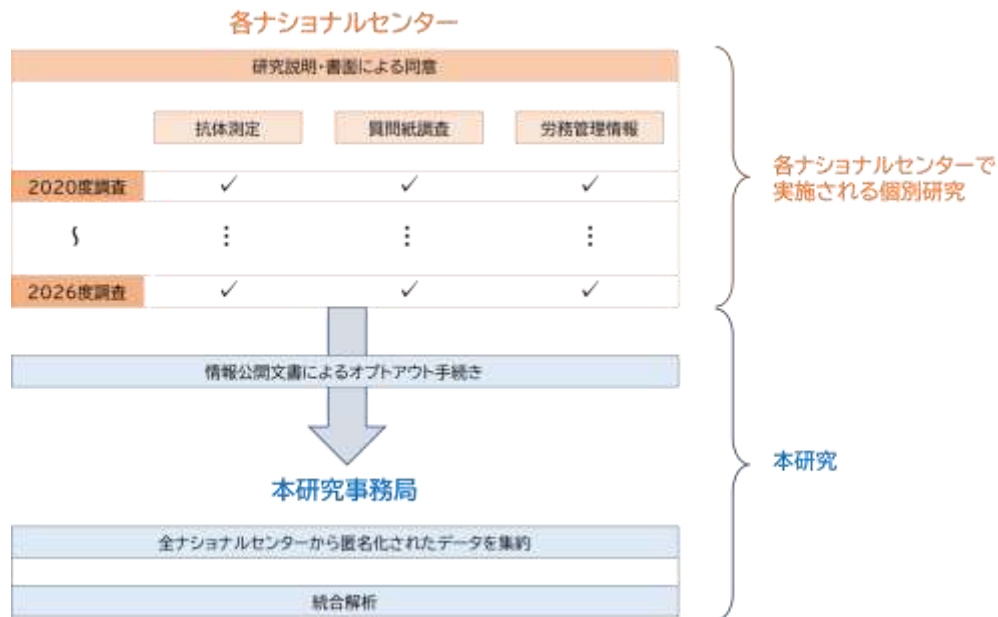 各ナショナルセンター
研究説明・書面による同意
抗体測定 質問紙調査 労務管理情報
2020度調査 ✓ ✓ ✓
⸾ ⋮ ⋮ ⋮
2026度調査 ✓ ✓ ✓
各ナショナルセンターで
実施される個別研究
情報公開文書によるオプトアウト手続き
本研究事務局
本研究
全ナショナルセンターから匿名化されたデータを集約
統合解析